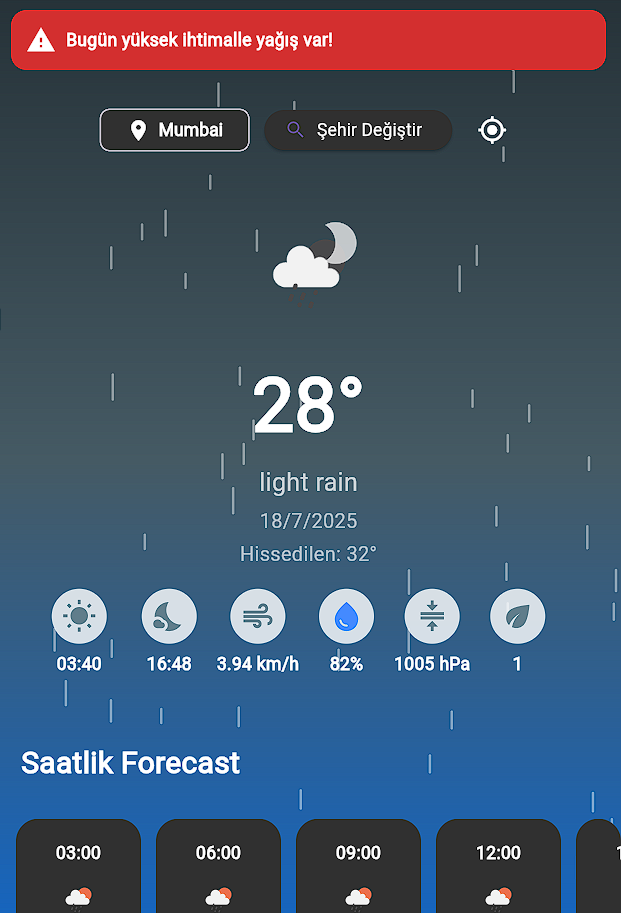 Bugün yüksek ihtimalle yağış var!
Mumbai Şehir Değiştir
28°
light rain
18/7/2025
Hissedilen: 32°
03:40 16:48 3.94 km/h 82% 1005 hPa 1
Saatlik Forecast
03:00 06:00 09:00 12:00